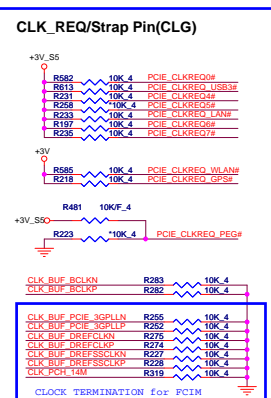 CLK_REQ/Strap Pin(CLG)
+3V_S5
R582 10K_4 PCIE_CLKREQ0#
R613 10K_4 PCIE_CLKREQ_USB3#
R231 10K_4 PCIE_CLKREQ4#
R258 *10K_4 PCIE_CLKREQ5#
R233 10K_4 PCIE_CLKREQ_LAN#
R197 10K_4 PCIE_CLKREQ6#
R235 10K_4 PCIE_CLKREQ7#
+3V
R585 10K_4 PCIE_CLKREQ_WLAN#
R218 10K_4 PCIE_CLKREQ_GPS#
R481 10K/F_4
+3V_S5
R223 *10K_4 PCIE_CLKREQ_PEG#
CLK_BUF_BCLKN R283 10K_4
CLK_BUF_BCLKP R282 10K_4
CLK_BUF_PCIE_3GPLLN R255 10K_4
CLK_BUF_PCIE_3GPLLP R252 10K_4
CLK_BUF_DREFCLKN R275 10K_4
CLK_BUF_DREFCLKP R274 10K_4
CLK_BUF_DREFSSCLKN R227 10K_4
CLK_BUF_DREFSSCLKP R228 10K_4
CLK_PCH_14M R319 10K_4
CLOCK TERMINATION for FCIM